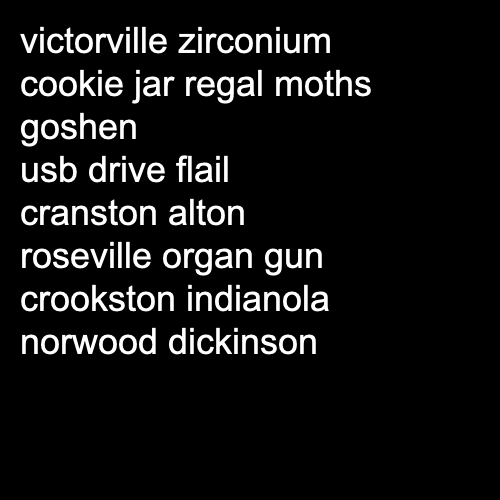 victorville zirconium
cookie jar regal moths
goshen
usb drive flail
cranston alton
roseville organ gun
crookston indianola
norwood dickinson